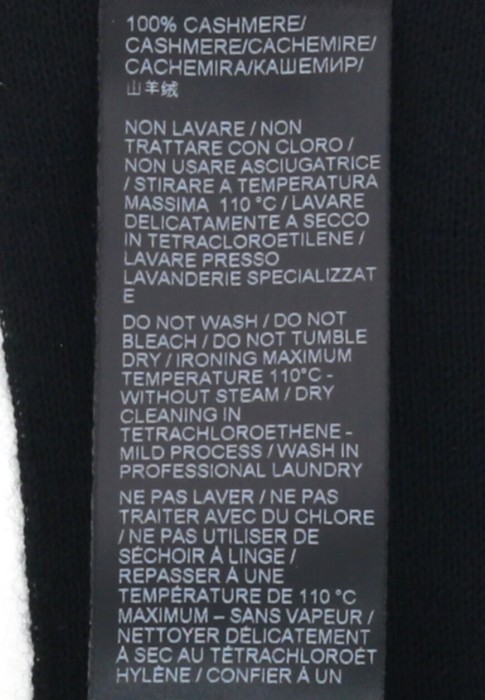 100% CASHMERE/
CASHMERE/CACHEMIRE/
CACHEMIRA/КАШЕМИР/
山羊绒
NON LAVARE / NON
TRATTARE CON CLORO /
NON USARE ASCIUGATRICE
/ STIRARE A TEMPERATURA
MASSIMA 110 °C / LAVARE
DELICATAMENTE A SECCO
IN TETRACLOROETILENE /
LAVARE PRESSO
LAVANDERIE SPECIALIZZAT
E
DO NOT WASH / DO NOT
BLEACH / DO NOT TUMBLE
DRY / IRONING MAXIMUM
TEMPERATURE 110°C -
WITHOUT STEAM / DRY
CLEANING IN
TETRACHLOROETHENE -
MILD PROCESS / WASH IN
PROFESSIONAL LAUNDRY
NE PAS LAVER / NE PAS
TRAITER AVEC DU CHLORE
/ NE PAS UTILISER DE
SÉCHOIR À LINGE /
REPASSER À UNE
TEMPÉRATURE DE 110 °C
MAXIMUM – SANS VAPEUR /
NETTOYER DÉLICATEMENT
À SEC AU TÉTRACHLOROÉT
HYLÈNE / CONFIER À UN